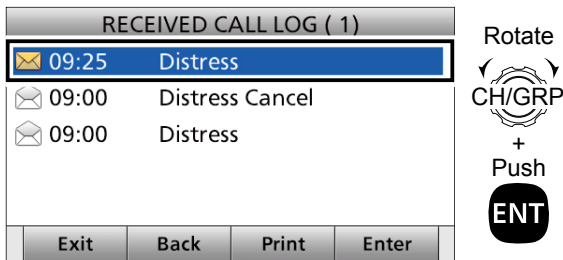 RECEIVED CALL LOG ( 1)
09:25 Distress
09:00 Distress Cancel
09:00 Distress
Exit Back Print Enter
Rotate
CH/GRP
+
Push
ENT